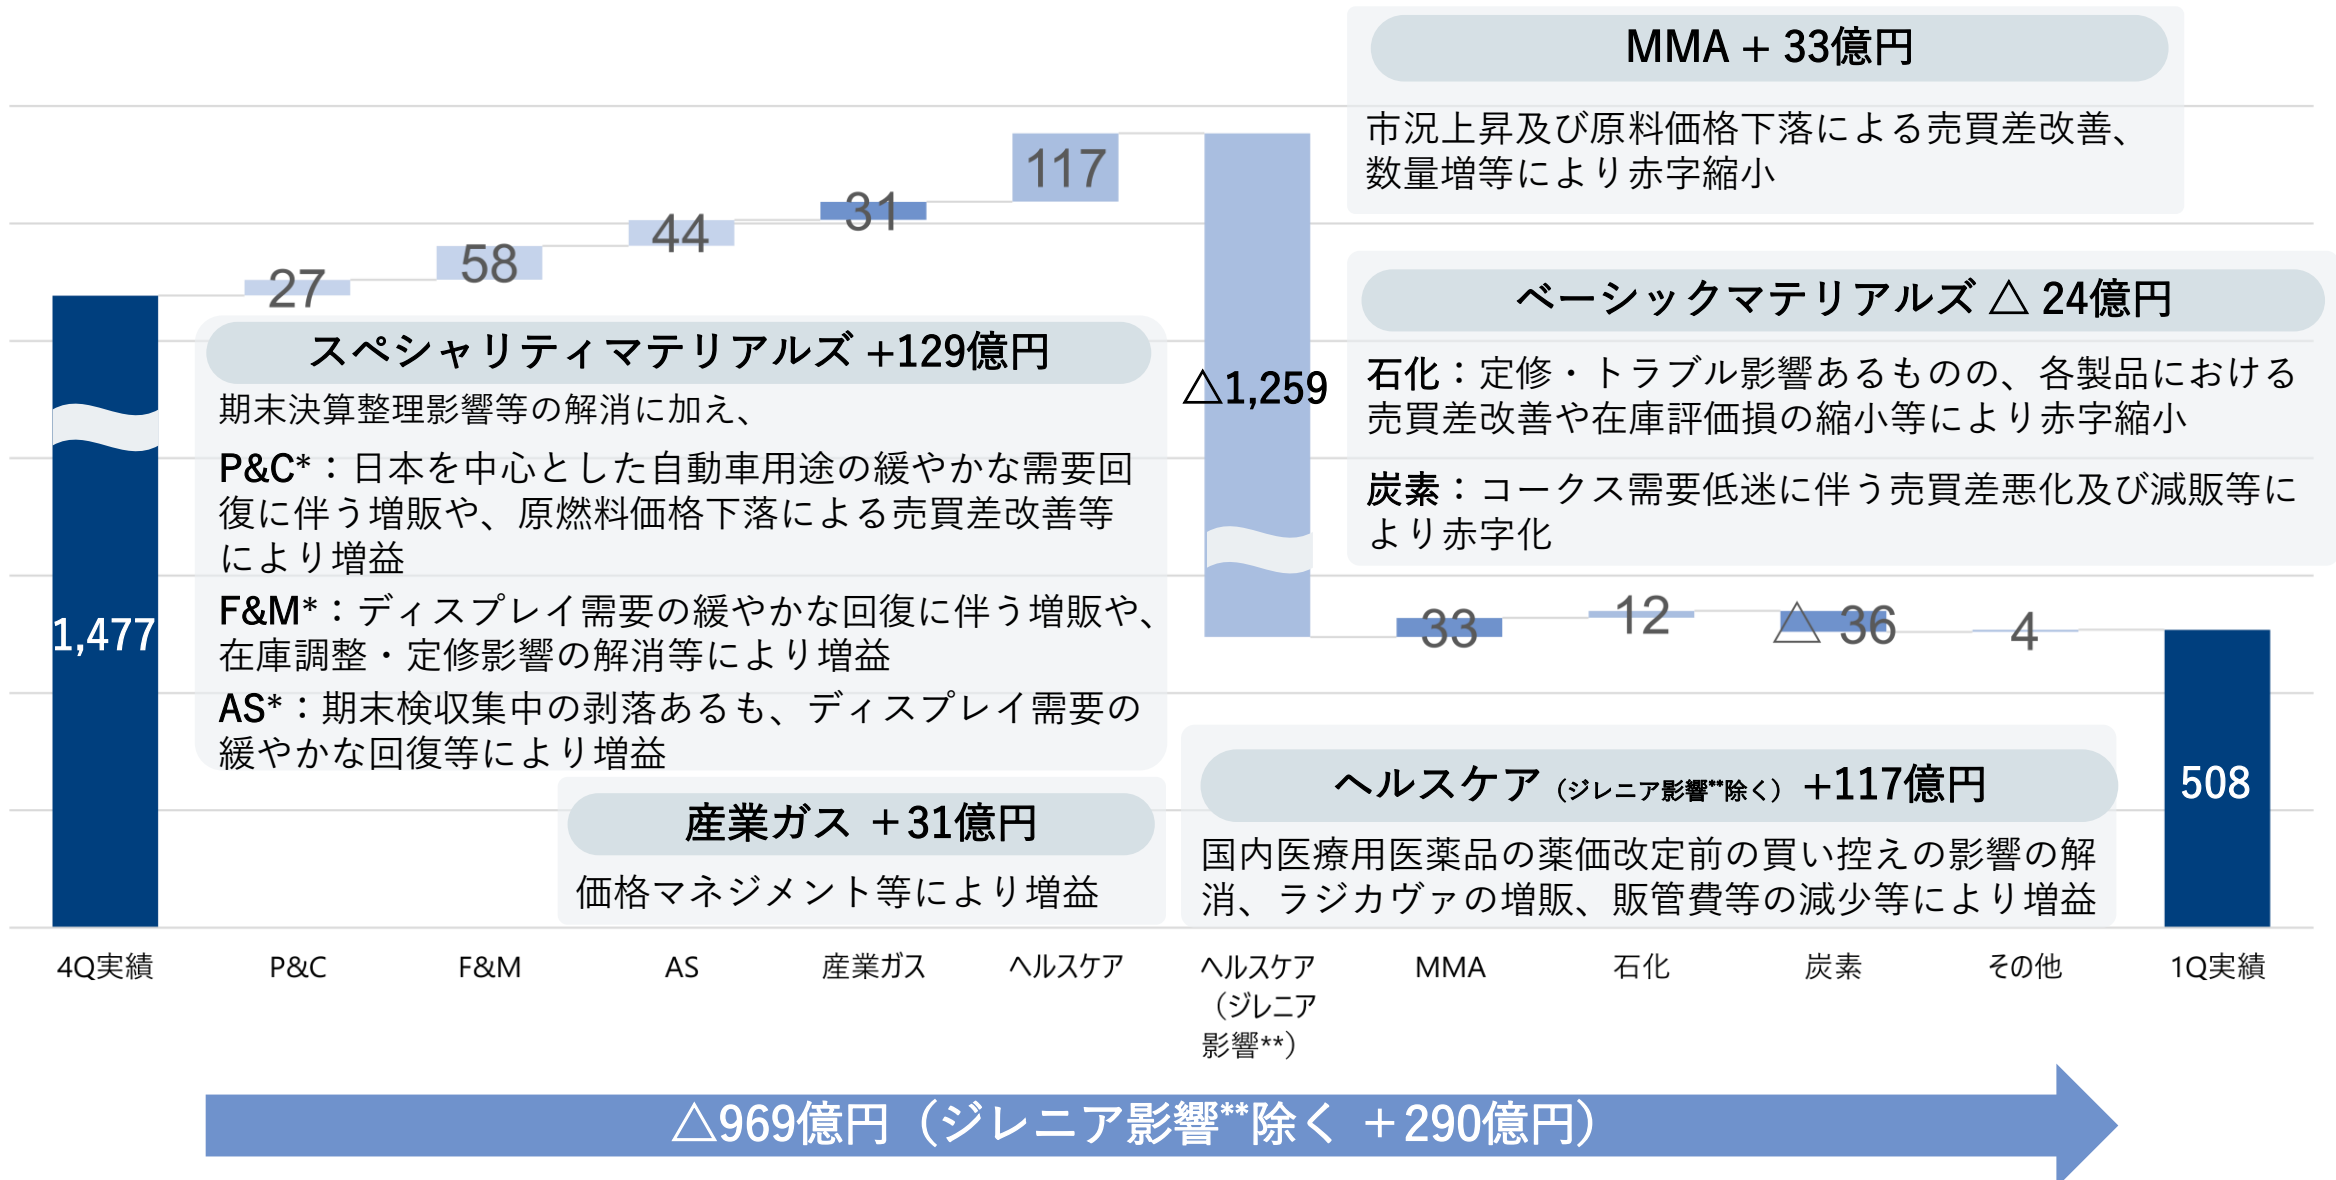 MMA + 33億円
市況上昇及び原料価格下落による売買差改善、
数量増等により赤字縮小
117
31
44
58
27
1,477
スペシャリティマテリアルズ +129億円
期末決算整理影響等の解消に加え、
P&C*：日本を中心とした自動車用途の緩やかな需要回
復に伴う増販や、原燃料価格下落による売買差改善等
により増益
F&M*：ディスプレイ需要の緩やかな回復に伴う増販や、
在庫調整・定修影響の解消等により増益
AS*：期末検収集中の剥落あるも、ディスプレイ需要の
緩やかな回復等により増益
△1,259
ベーシックマテリアルズ △ 24億円
石化：定修・トラブル影響あるものの、各製品における
売買差改善や在庫評価損の縮小等により赤字縮小
炭素：コークス需要低迷に伴う売買差悪化及び減販等に
より赤字化
33
12
△ 36
4
産業ガス ＋31億円
価格マネジメント等により増益
ヘルスケア（ジレニア影響**除く） +117億円
国内医療用医薬品の薬価改定前の買い控えの影響の解
消、ラジカヴァの増販、販管費等の減少等により増益
508
4Q実績
P&C
F&M
AS
産業ガス
ヘルスケア
ヘルスケア
（ジレニア
影響**）
MMA
石化
炭素
その他
1Q実績
△969億円（ジレニア影響**除く ＋290億円）